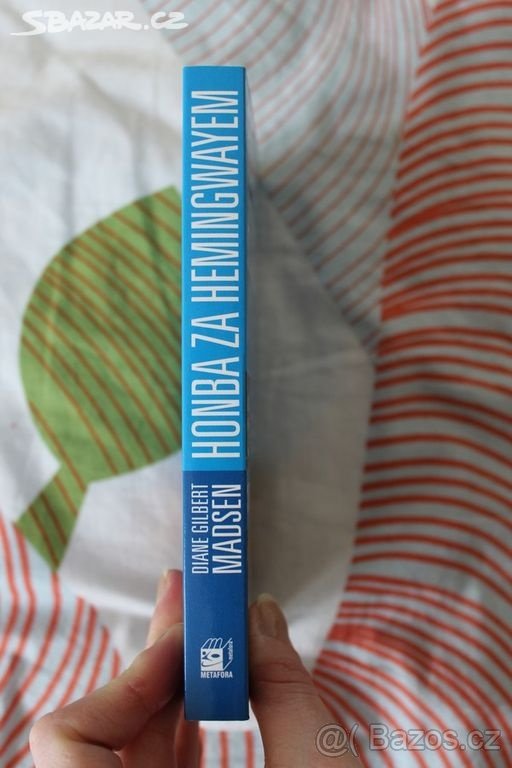 SBAZAR.CZ
HONBA ZA HEMINGWAYEM
DIANE GILBERT
MADSEN
METAFORA
@ Bazos.cz